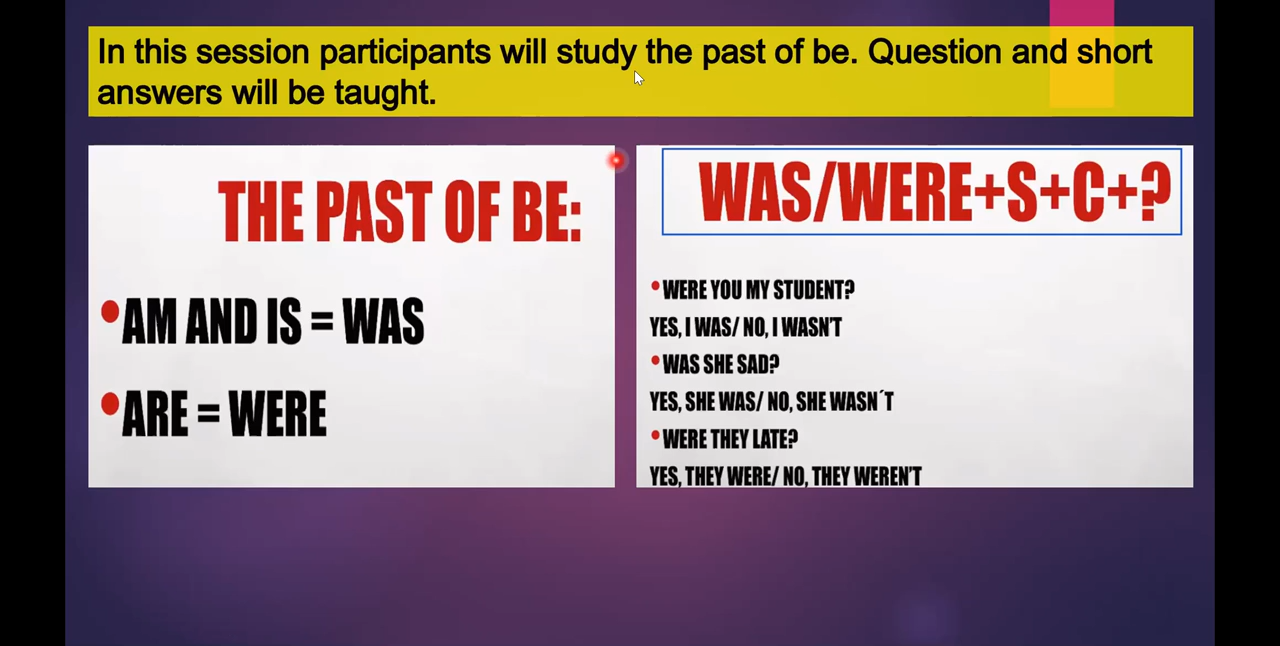 In this session participants will study the past of be. Question and short
answers will be taught.
THE PAST OF BE:
•AM AND IS = WAS
•ARE = WERE
WAS/WERE+S+C+?
•WERE YOU MY STUDENT?
YES, I WAS/ NO, I WASN'T
•WAS SHE SAD?
YES, SHE WAS/ NO, SHE WASN´T
•WERE THEY LATE?
YES, THEY WERE/ NO, THEY WEREN'T